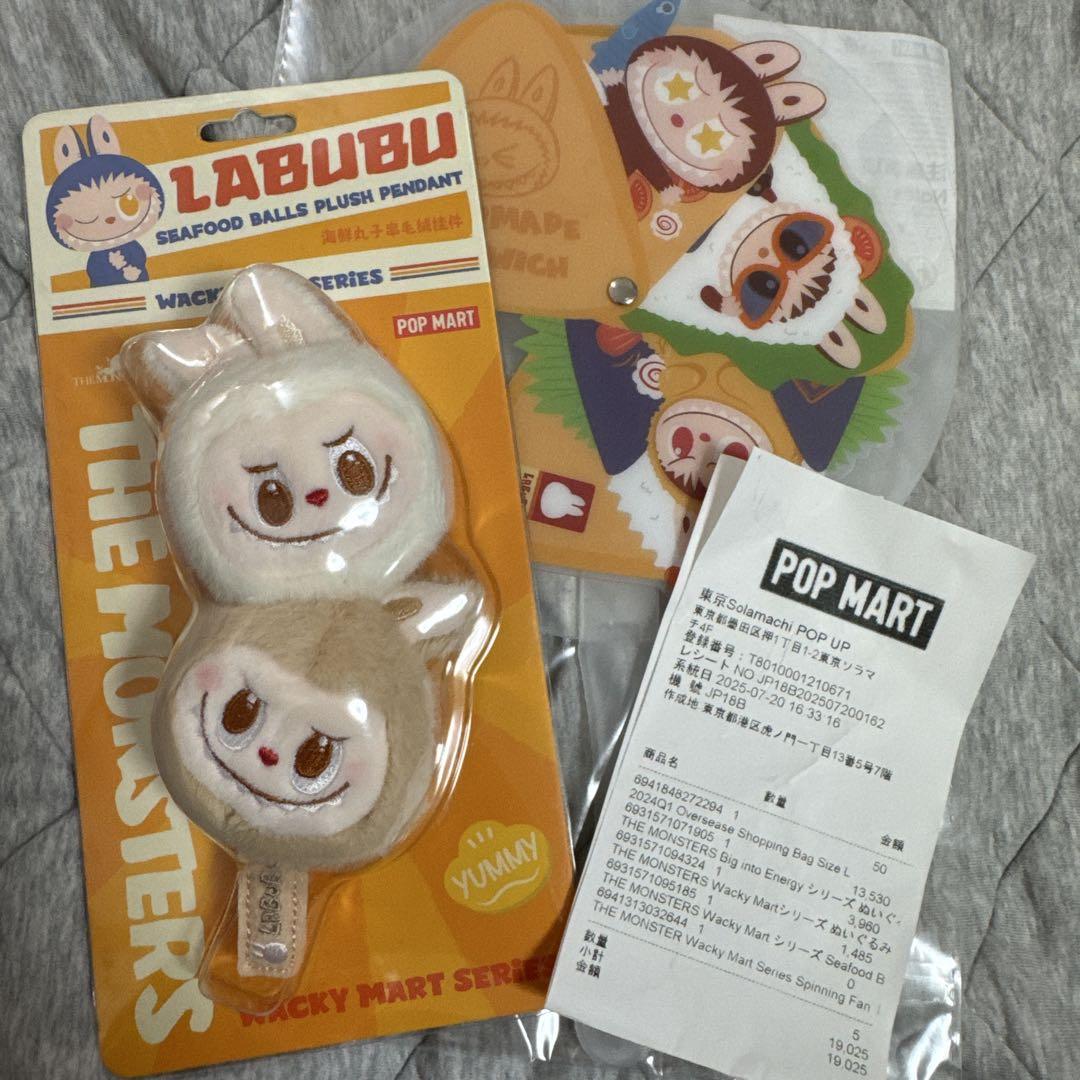 LABUBU
SEAFOOD BALLS PLUSH PENDANT
海鲜丸子串毛绒挂件
WACKY
SERIES
POP MART
THE MONSTERS
LABUBU
YUMMY
WACKY MART SERIES
POP MART
東京Solamachi POP UP
東京都墨田区押1丁目1-2東京ソラマ
チ4F
登録番号：T8010001210671
レシート NO JP18B202507200162
系統日 2025-07-20 16 33 16
機 號 JP18B
作成地 東京都港区虎ノ門一丁目13番5号7階
商品名
数量
金額
6941848272294 1
50
2024Q1 Oversease Shopping Bag Size L
6931571071905 1
13,530
THE MONSTERS Big into Energy シリーズ ぬいぐ
6931571094324 1
3,960
THE MONSTERS Wacky Martシリーズ ぬいぐるみ
6931571095185 1
1,485
THE MONSTERS Wacky Mart シリーズ Seafood B
6941313032644 1
0
THE MONSTER Wacky Mart Series Spinning Fan
数量
5
小計
19,025
金額
19,025